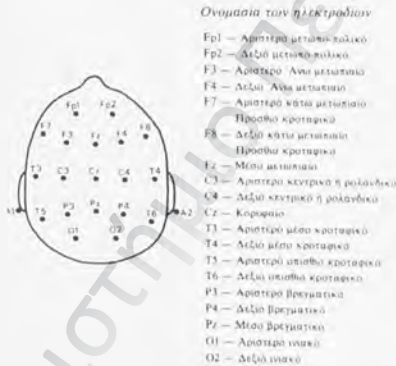 Ονομασία των ηλεκτροδίων
Fp1 — Αριστερό μετωπο-πολικό
Fp2 — Δεξιό μετωπο-πολικό
F3 — Αριστερό Άνω μετωπιαίο
F4 — Δεξιό Άνω μετωπιαίο
F7 — Αριστερό κάτω μετωπιαίο
Πρόσθιο κροταφικό
F8 — Δεξιό κάτω μετωπιαίο
Πρόσθιο κροταφικό
Fz — Μέσο μετωπιαίο
C3 — Αριστερό κεντρικό ή ρολάνδικο
C4 — Δεξιό κεντρικό ή ρολάνδικο
Cz — Κορυφαίο
T3 — Αριστερό μέσο κροταφικό
T4 — Δεξιό μέσο κροταφικό
T5 — Αριστερό οπίσθιο κροταφικό
T6 — Δεξιό οπίσθιο κροταφικό
P3 — Αριστερό βρεγματικό
P4 — Δεξιό βρεγματικό
Pz — Μέσο βρεγματικό
O1 — Αριστερό ινιακό
O2 — Δεξιό ινιακό
Fp1 Fp2
F7 F3 Fz F4 F8
T3 C3 Cz C4 T4
A1 T5 P3 Pz P4 T6 A2
O1 O2